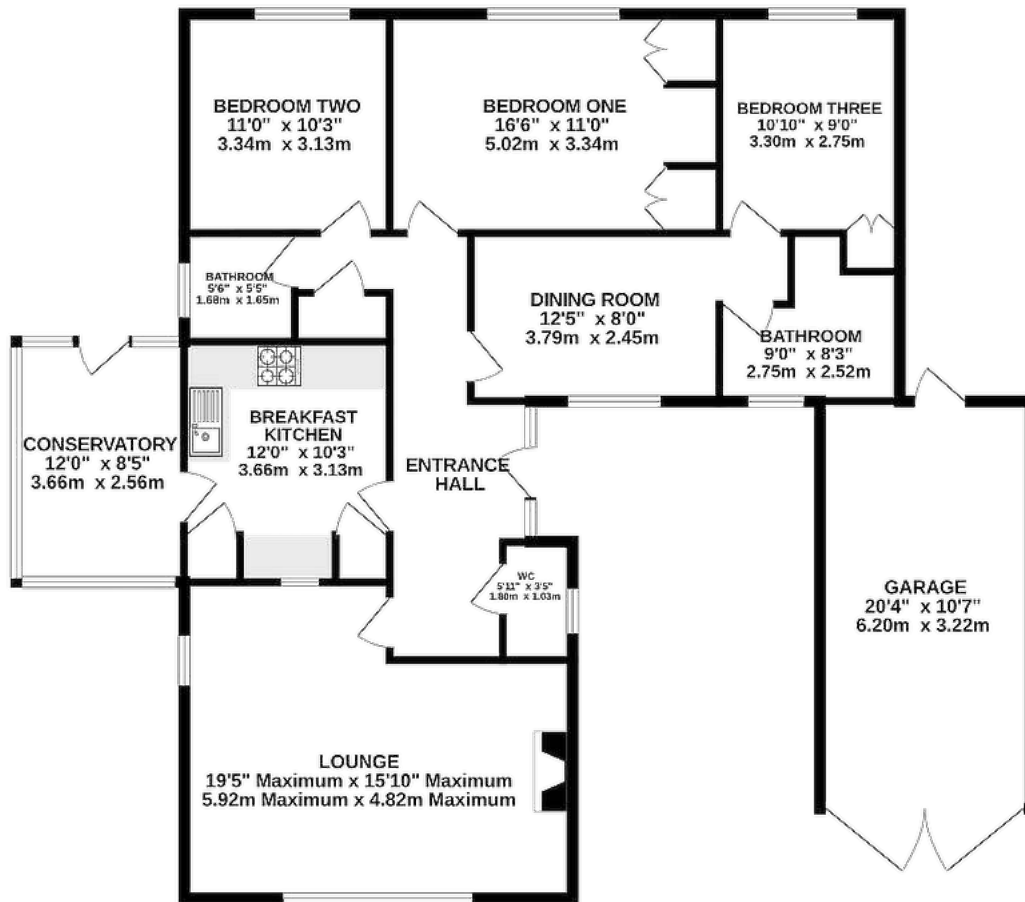 BEDROOM TWO
11'0" x 10'3"
3.34m x 3.13m
BEDROOM ONE
16'6" x 11'0"
5.02m x 3.34m
BEDROOM THREE
10'10" x 9'0"
3.30m x 2.75m
BATHROOM
5'6" x 5'5"
1.68m x 1.65m
DINING ROOM
12'5" x 8'0"
3.79m x 2.45m
BATHROOM
9'0" x 8'3"
2.75m x 2.52m
CONSERVATORY
12'0" x 8'5"
3.66m x 2.56m
BREAKFAST
KITCHEN
12'0" x 10'3"
3.66m x 3.13m
ENTRANCE
HALL
WC
5'11" x 3'5"
1.80m x 1.03m
GARAGE
20'4" x 10'7"
6.20m x 3.22m
LOUNGE
19'5" Maximum x 15'10" Maximum
5.92m Maximum x 4.82m Maximum